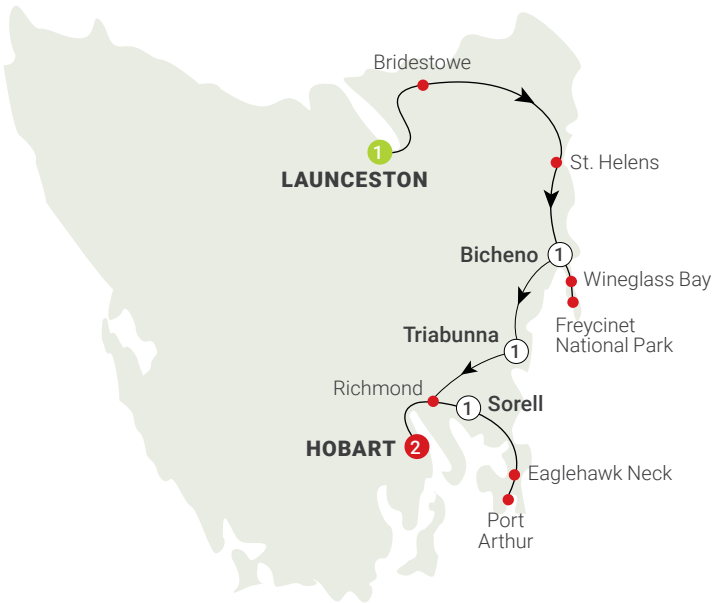 Bridestowe
1
LAUNCESTON
St. Helens
Bicheno 1
Wineglass Bay
Freycinet
National Park
Triabunna
1
Richmond
1 Sorell
HOBART 2
Eaglehawk Neck
Port
Arthur